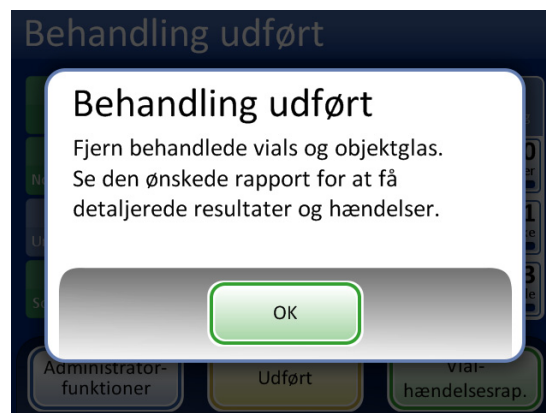 Behandling udført
Behandling udført
Fjern behandlede vials og objektglas.
Se den ønskede rapport for at få
detaljerede resultater og hændelser.
OK
Administrator-
funktioner
Udført
Vial-
hændelsesrap.